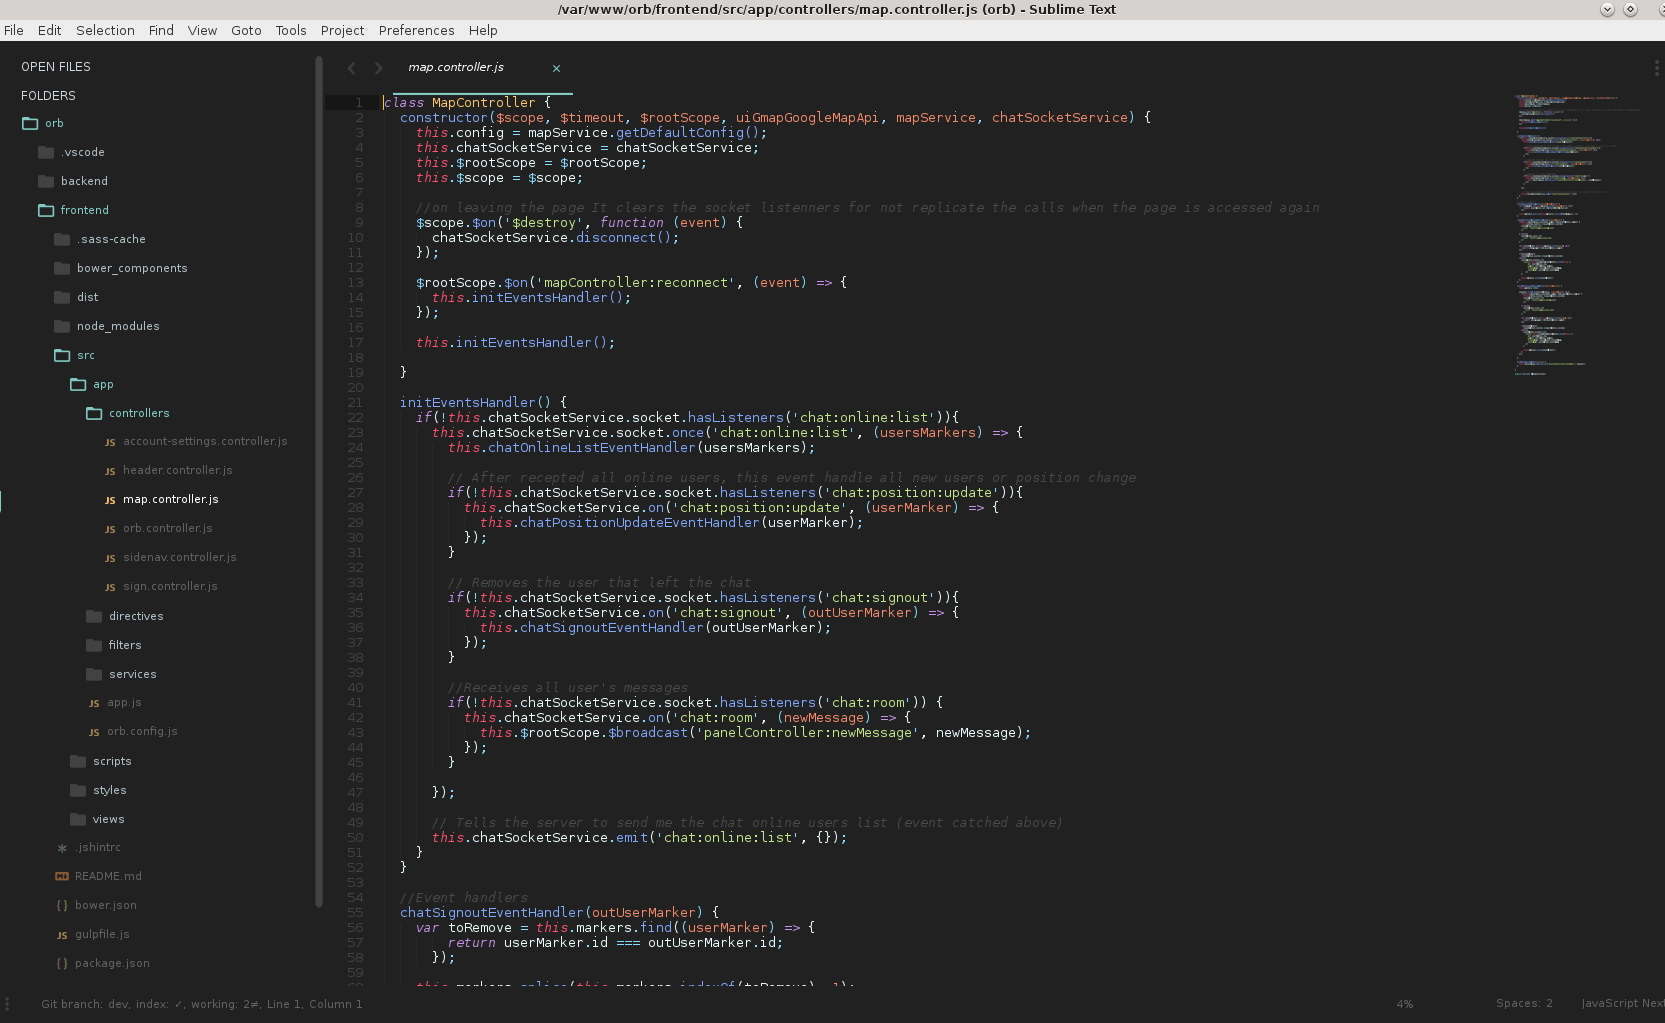 /var/www/orb/frontend/src/app/controllers/map.controller.js (orb) - Sublime Text
File Edit Selection Find View Goto Tools Project Preferences Help
OPEN FILES
FOLDERS
orb
.vscode
backend
frontend
.sass-cache
bower_components
dist
node_modules
src
app
controllers
JS account-settings.controller.js
JS header.controller.js
JS map.controller.js
JS orb.controller.js
JS sidenav.controller.js
JS sign.controller.js
directives
filters
services
JS app.js
JS orb.config.js
scripts
styles
views
.jshintrc
README.md
{} bower.json
JS gulpfile.js
{} package.json
map.controller.js ×
1 class MapController {
2   constructor($scope, $timeout, $rootScope, uiGmapGoogleMapApi, mapService, chatSocketService) {
3     this.config = mapService.getDefaultConfig();
4     this.chatSocketService = chatSocketService;
5     this.$rootScope = $rootScope;
6     this.$scope = $scope;
7
8     //on leaving the page It clears the socket listenners for not replicate the calls when the page is accessed again
9     $scope.$on('$destroy', function (event) {
10       chatSocketService.disconnect();
11     });
12
13     $rootScope.$on('mapController:reconnect', (event) => {
14       this.initEventsHandler();
15     });
16
17     this.initEventsHandler();
18
19   }
20
21   initEventsHandler() {
22     if(!this.chatSocketService.socket.hasListeners('chat:online:list')){
23       this.chatSocketService.socket.once('chat:online:list', (usersMarkers) => {
24         this.chatOnlineListEventHandler(usersMarkers);
25
26         // After recepted all online users, this event handle all new users or position change
27         if(!this.chatSocketService.socket.hasListeners('chat:position:update')){
28           this.chatSocketService.on('chat:position:update', (userMarker) => {
29             this.chatPositionUpdateEventHandler(userMarker);
30           });
31         }
32
33         // Removes the user that left the chat
34         if(!this.chatSocketService.socket.hasListeners('chat:signout')){
35           this.chatSocketService.on('chat:signout', (outUserMarker) => {
36             this.chatSignoutEventHandler(outUserMarker);
37           });
38         }
39
40         //Receives all user's messages
41         if(!this.chatSocketService.socket.hasListeners('chat:room')) {
42           this.chatSocketService.on('chat:room', (newMessage) => {
43             this.$rootScope.$broadcast('panelController:newMessage', newMessage);
44           });
45         }
46
47       });
48
49       // Tells the server to send me the chat online users list (event catched above)
50       this.chatSocketService.emit('chat:online:list', {});
51     }
52   }
53
54   //Event handlers
55   chatSignoutEventHandler(outUserMarker) {
56     var toRemove = this.markers.find((userMarker) => {
57         return userMarker.id === outUserMarker.id;
58       });
59
Git branch: dev, index: ✓, working: 2≠, Line 1, Column 1 4% Spaces: 2 JavaScript Nex